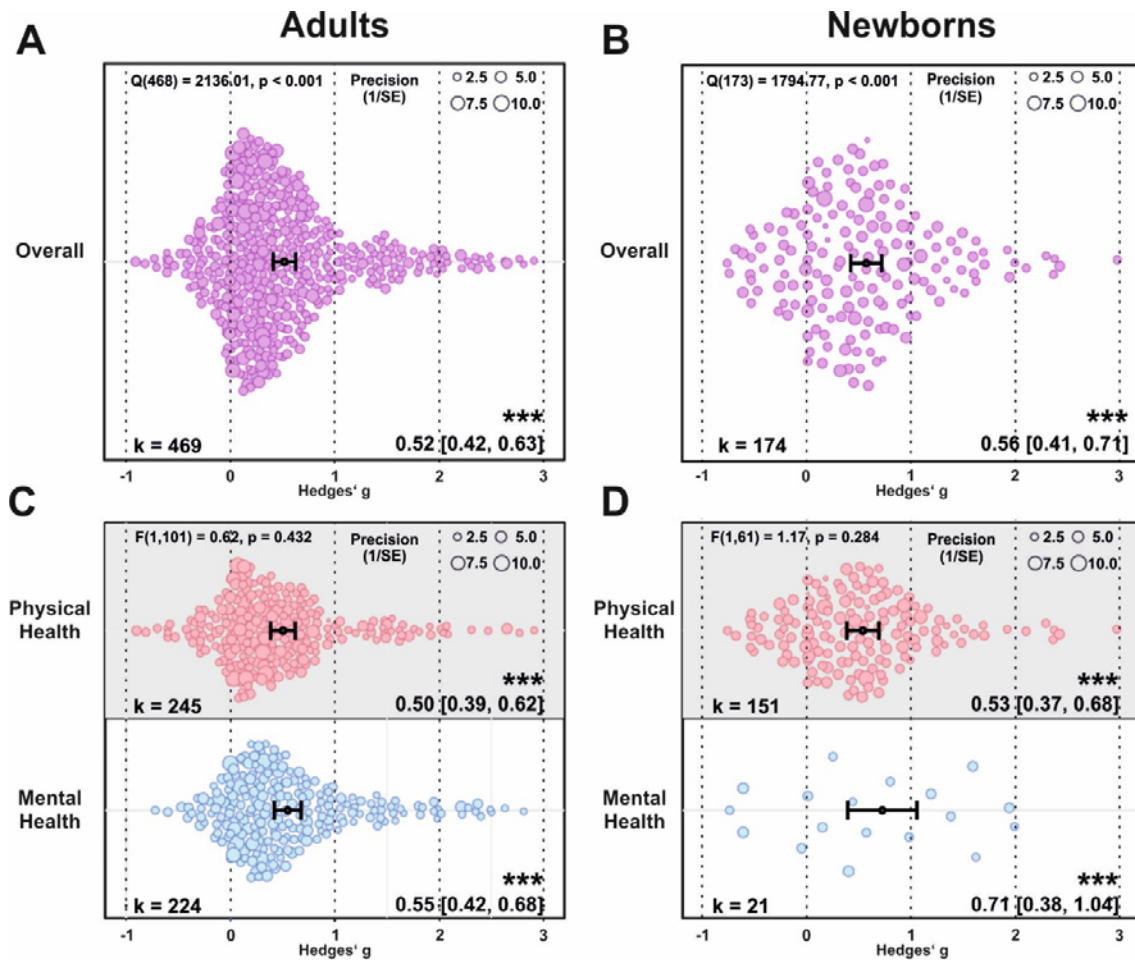 Adults
Newborns
A
Q(468) = 2136.01, p < 0.001
Precision
(1/SE)
2.5 5.0
7.5 10.0
Overall
k = 469
***
0.52 [0.42, 0.63]
-1 0 1 2 3
Hedges‘ g
B
Q(173) = 1794.77, p < 0.001
Precision
(1/SE)
2.5 5.0
7.5 10.0
Overall
k = 174
***
0.56 [0.41, 0.71]
-1 0 1 2 3
Hedges‘ g
C
F(1,101) = 0.62, p = 0.432
Precision
(1/SE)
2.5 5.0
7.5 10.0
Physical
Health
k = 245
***
0.50 [0.39, 0.62]
Mental
Health
k = 224
***
0.55 [0.42, 0.68]
-1 0 1 2 3
Hedges‘ g
D
F(1,61) = 1.17, p = 0.284
Precision
(1/SE)
2.5 5.0
7.5 10.0
Physical
Health
k = 151
***
0.53 [0.37, 0.68]
Mental
Health
k = 21
***
0.71 [0.38, 1.04]
-1 0 1 2 3
Hedges‘ g